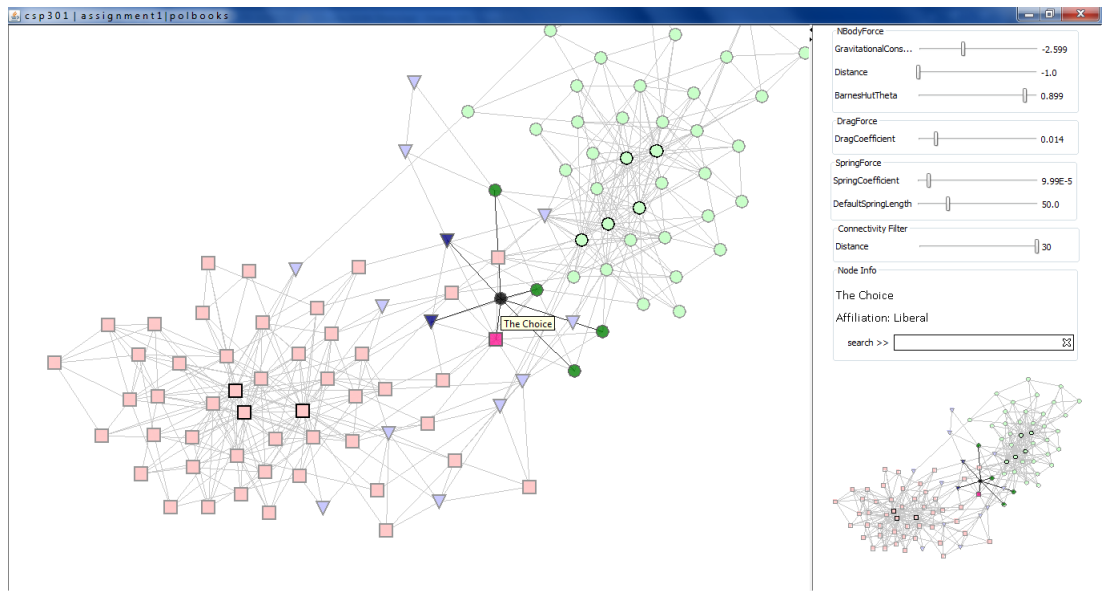 csp301 | assignment1|polbooks
The Choice
NBodyForce
GravitationalCons... -2.599
Distance -1.0
BarnesHutTheta 0.899
DragForce
DragCoefficient 0.014
SpringForce
SpringCoefficient 9.99E-5
DefaultSpringLength 50.0
Connectivity Filter
Distance 30
Node Info
The Choice
Affiliation: Liberal
search >>